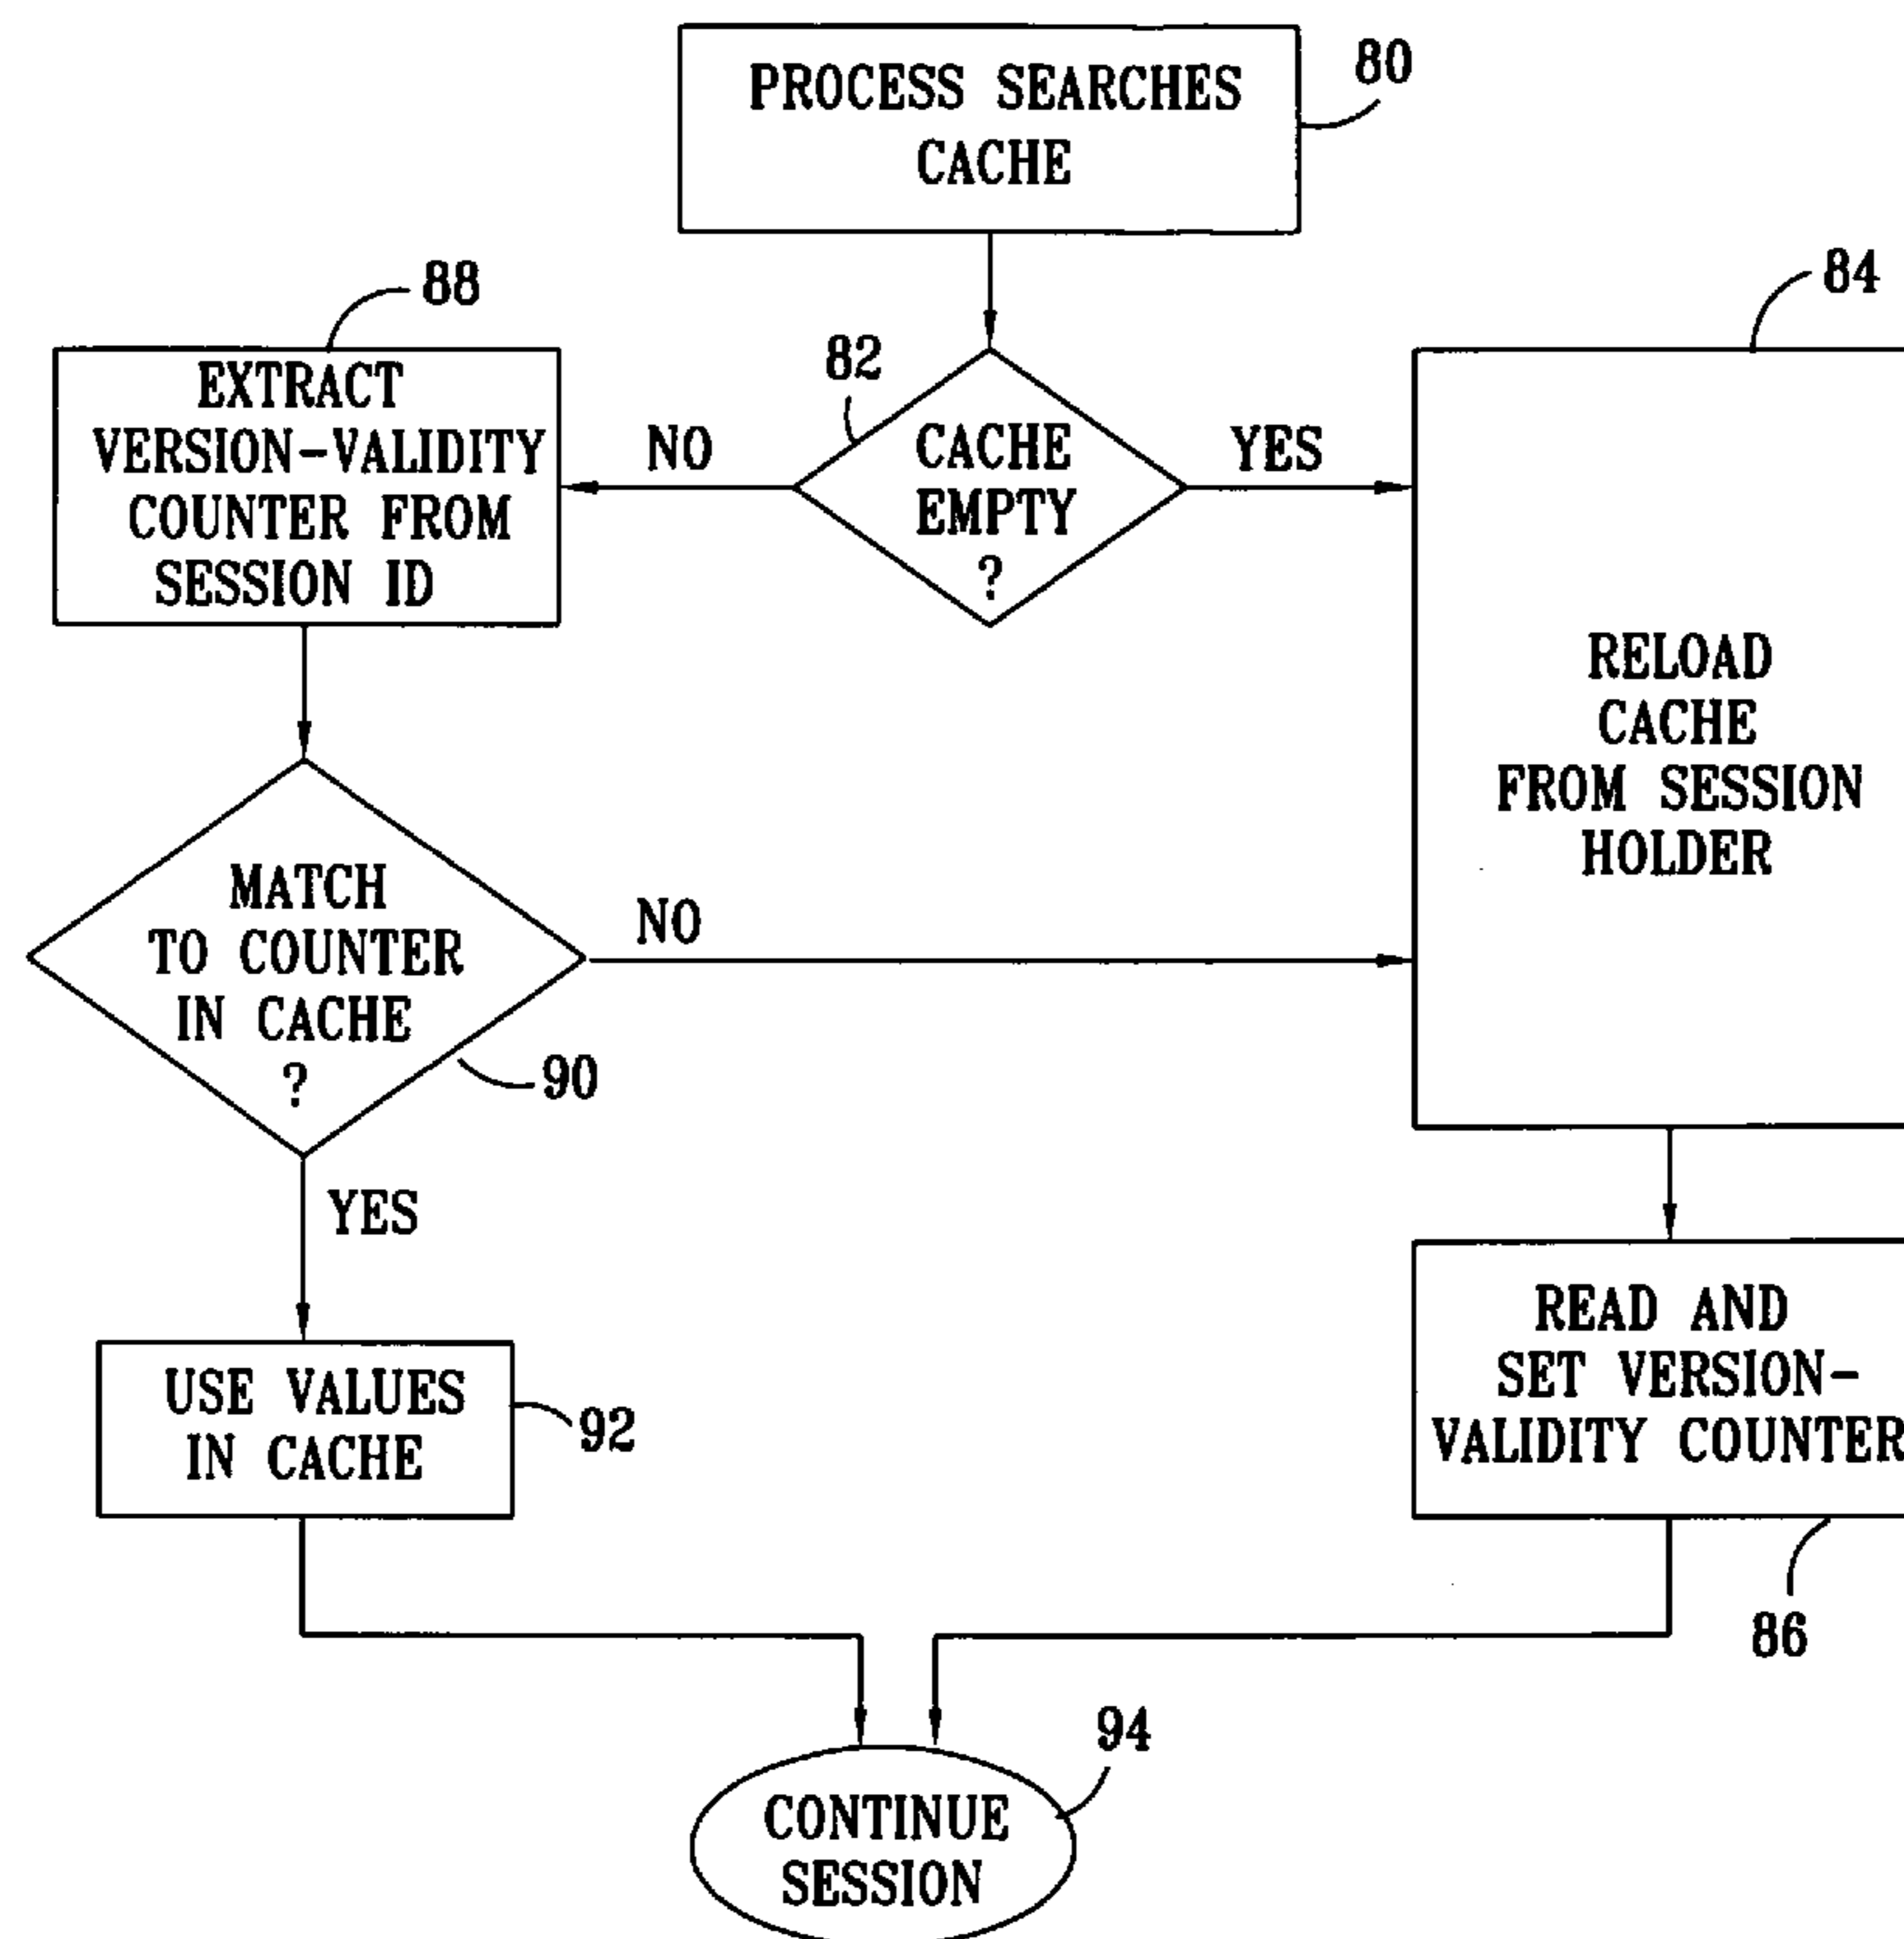 PROCESS SEARCHES
CACHE
80
88
84
EXTRACT
VERSION-VALIDITY
COUNTER FROM
SESSION ID
NO
82
CACHE
EMPTY
?
YES
RELOAD
CACHE
FROM SESSION
HOLDER
MATCH
TO COUNTER
IN CACHE
?
NO
90
YES
USE VALUES
IN CACHE
92
READ AND
SET VERSION-
VALIDITY COUNTER
86
94
CONTINUE
SESSION